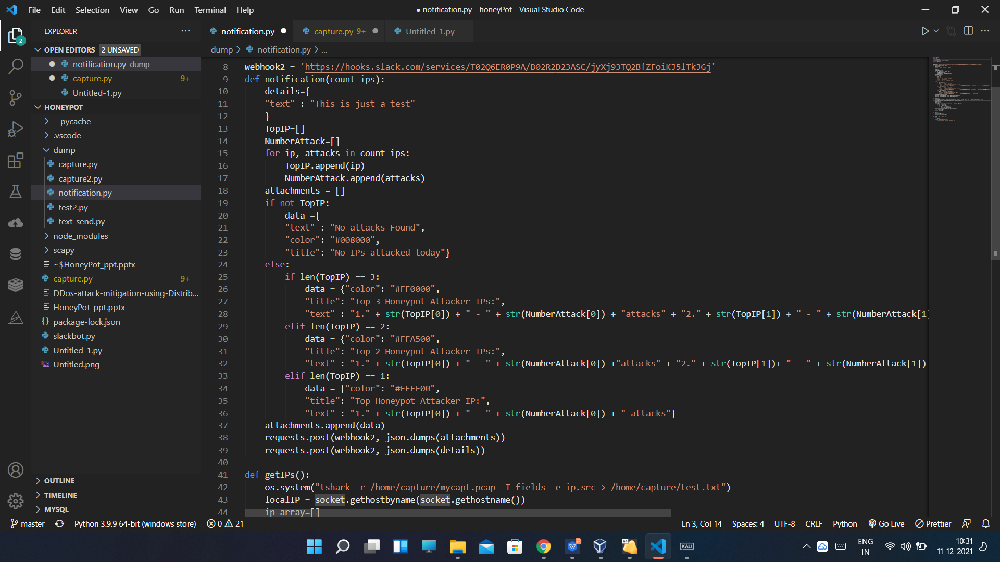 File Edit Selection View Go Run Terminal Help
● notification.py - honeyPot - Visual Studio Code
EXPLORER
2
OPEN EDITORS 2 UNSAVED
notification.py dump
capture.py 9+
Untitled-1.py
HONEYPOT
__pycache__
.vscode
dump
capture.py
capture2.py
notification.py
test2.py
text_send.py
node_modules
scapy
~$HoneyPot_ppt.pptx
capture.py 9+
DDos-attack-mitigation-using-Distrib...
HoneyPot_ppt.pptx
package-lock.json
slackbot.py
Untitled-1.py
Untitled.png
OUTLINE
TIMELINE
MYSQL
notification.py capture.py 9+ Untitled-1.py
dump > notification.py > ...
8 webhook2 = 'https://hooks.slack.com/services/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'
9 def notification(count_ips):
10 details={
11 "text" : "This is just a test"
12 }
13 TopIP=[]
14 NumberAttack=[]
15 for ip, attacks in count_ips:
16 TopIP.append(ip)
17 NumberAttack.append(attacks)
18 attachments = []
19 if not TopIP:
20 data ={
21 "text" : "No attacks Found",
22 "color": "#008000",
23 "title": "No IPs attacked today"}
24 else:
25 if len(TopIP) == 3:
26 data = {"color": "#FF0000",
27 "title": "Top 3 Honeypot Attacker IPs:",
28 "text" : "1." + str(TopIP[0]) + " - " + str(NumberAttack[0]) + "attacks" + "2." + str(TopIP[1]) + " - " + str(NumberAttack[1]
29 elif len(TopIP) == 2:
30 data = {"color": "#FFA500",
31 "title": "Top 2 Honeypot Attacker IPs:",
32 "text" : "1." + str(TopIP[0]) + " - " + str(NumberAttack[0]) +"attacks" + "2." + str(TopIP[1])+ " - " + str(NumberAttack[1])
33 elif len(TopIP) == 1:
34 data = {"color": "#FFFF00",
35 "title": "Top Honeypot Attacker IP:",
36 "text" : "1." + str(TopIP[0]) + " - " + str(NumberAttack[0]) + " attacks"}
37 attachments.append(data)
38 requests.post(webhook2, json.dumps(attachments))
39 requests.post(webhook2, json.dumps(details))
40
41 def getIPs():
42 os.system("tshark -r /home/capture/mycapt.pcap -T fields -e ip.src > /home/capture/test.txt")
43 localIP = socket.gethostbyname(socket.gethostname())
44 ip_array=[]
master Python 3.9.9 64-bit (windows store) 0 21 Ln 3, Col 14 Spaces: 4 UTF-8 CRLF Python Go Live Prettier
64
KALI
ENG
IN
10:31
11-12-2021